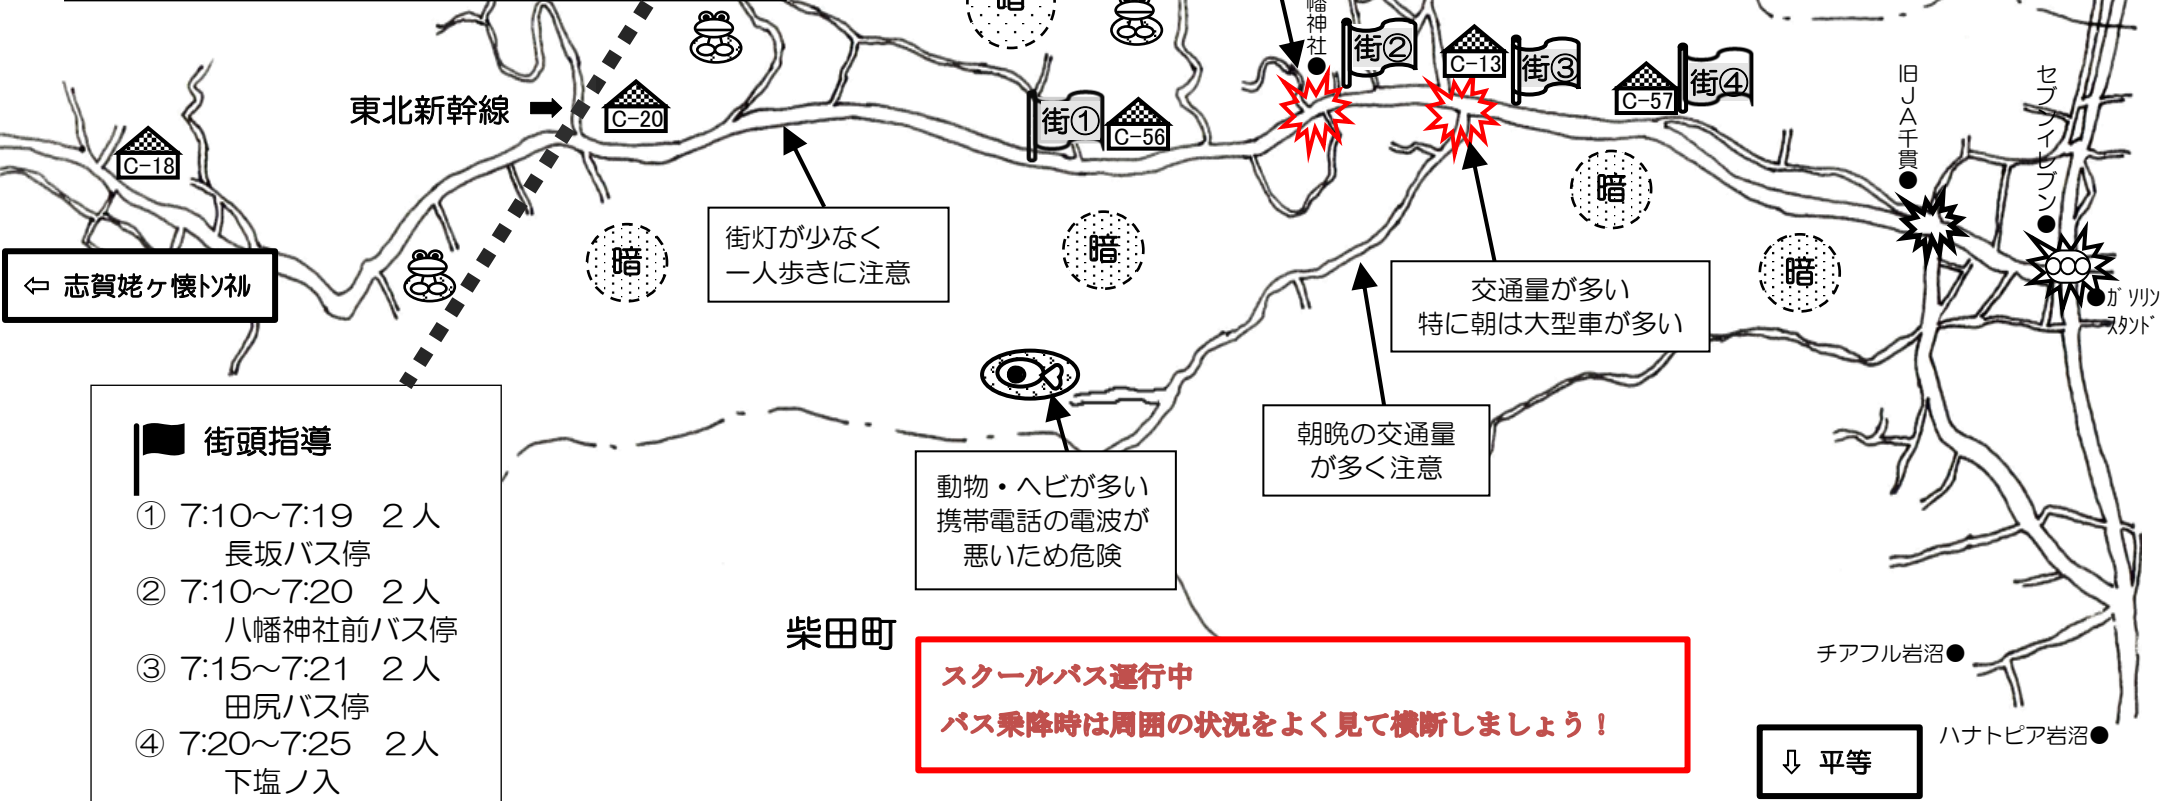 幡神社
街②
C-13
街③
C-57
街④
旧JA千貫
セブンイレブン
東北新幹線
C-20
街①
C-56
C-18
暗
暗
暗
暗
街灯が少なく
一人歩きに注意
⇦ 志賀姥ヶ懐トンネル
交通量が多い
特に朝は大型車が多い
ガソリン
スタンド
朝晩の交通量
が多く注意
動物・ヘビが多い
携帯電話の電波が
悪いため危険
街頭指導
① 7:10～7:19 2人
長坂バス停
② 7:10～7:20 2人
八幡神社前バス停
③ 7:15～7:21 2人
田尻バス停
④ 7:20～7:25 2人
下塩ノ入
柴田町
スクールバス運行中
バス乗降時は周囲の状況をよく見て横断しましょう！
チアフル岩沼
ハナトピア岩沼
⇩ 平等